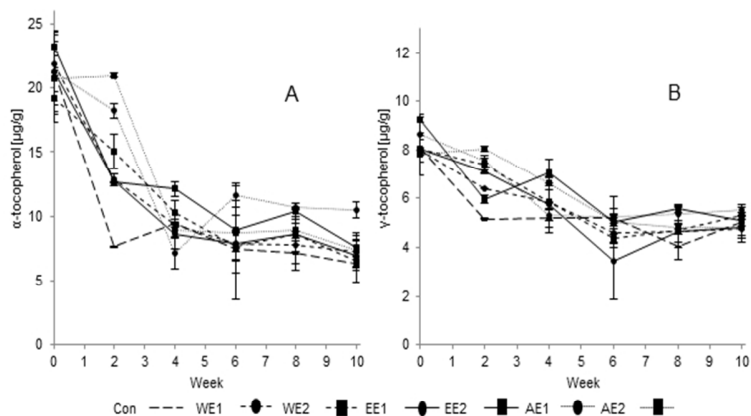 25
20
15
10
5
0
α-tocopherol [µg/g]
A
0 1 2 3 4 5 6 7 8 9 10
Week
12
10
8
6
4
2
0
γ-tocopherol [µg/g]
B
0 1 2 3 4 5 6 7 8 9 10
Week
Con WE1 WE2 EE1 EE2 AE1 AE2